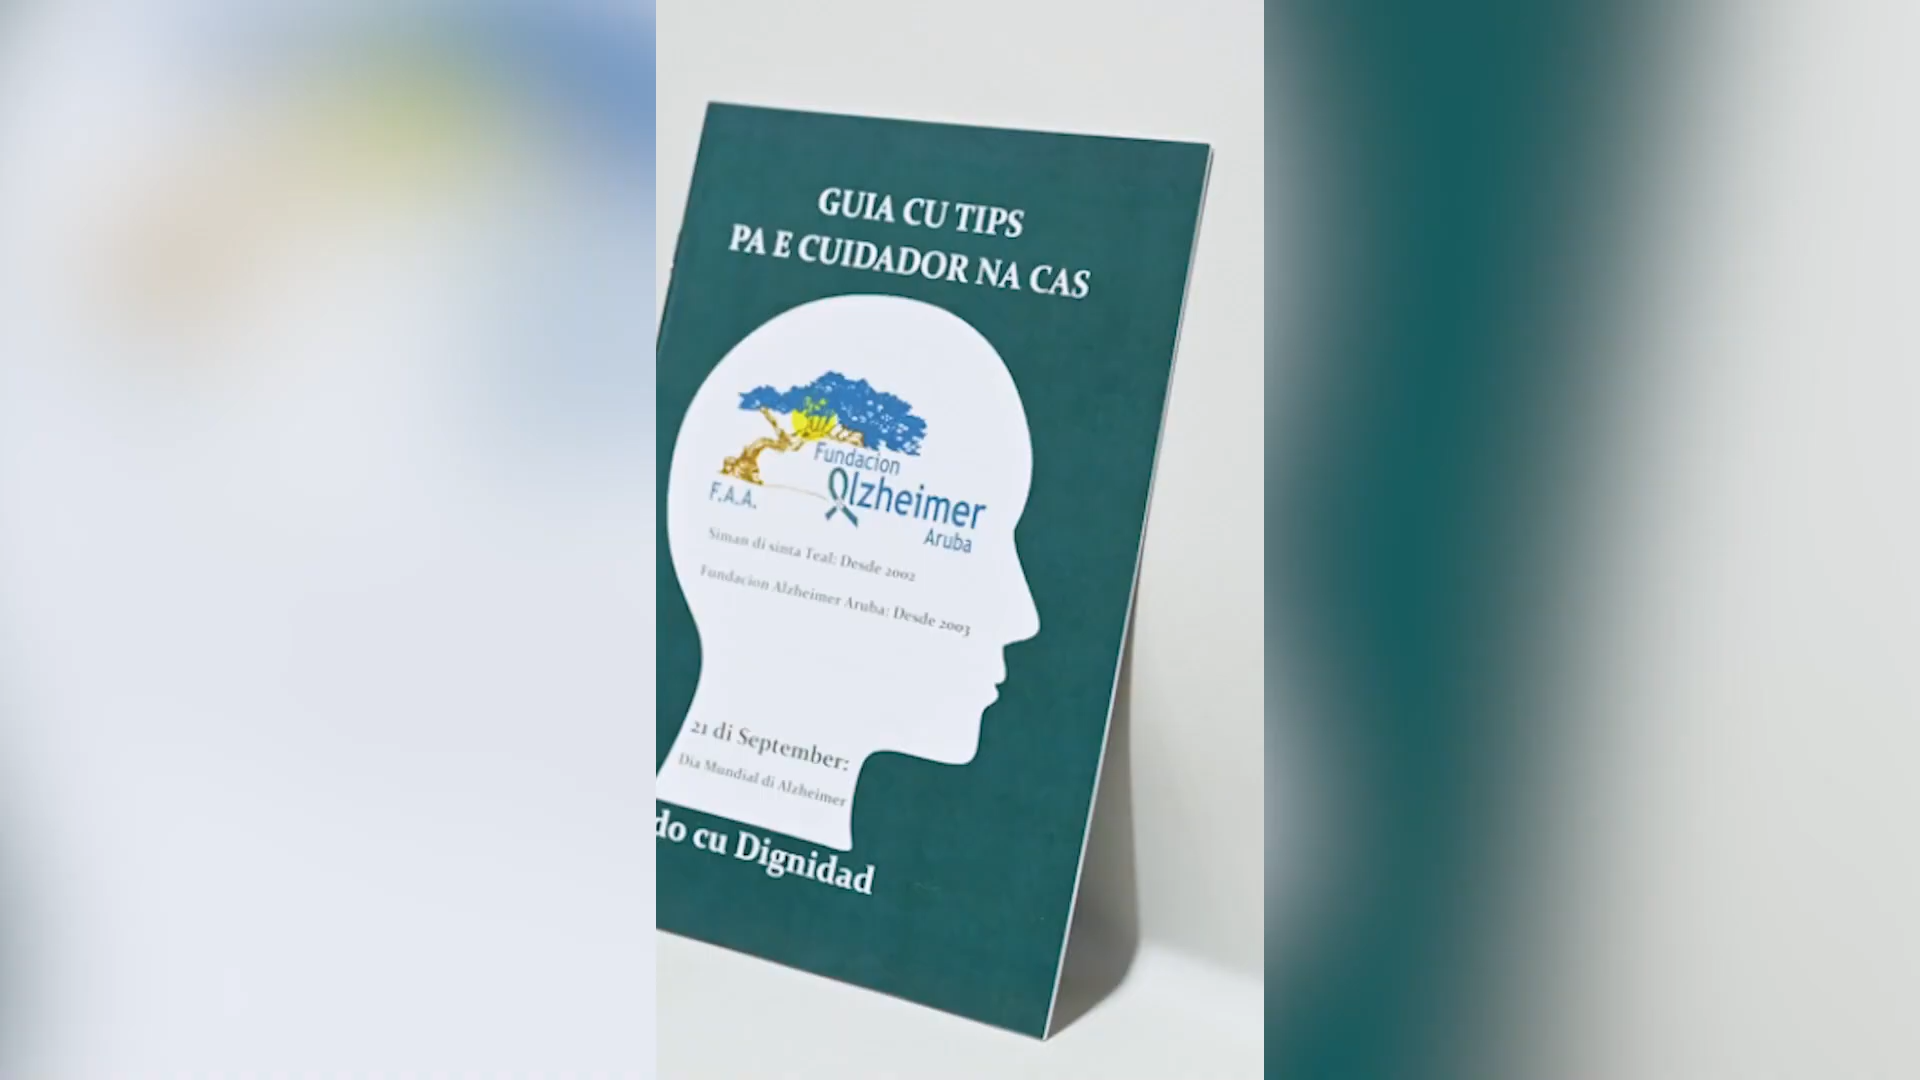 GUIA CU TIPS
PA E CUIDADOR NA CAS
Fundacion
Alzheimer
F.A.A.
Aruba
Siman di sinta Teal: Desde 2002
Fundacion Alzheimer Aruba: Desde 2003
21 di September:
Dia Mundial di Alzheimer
do cu Dignidad